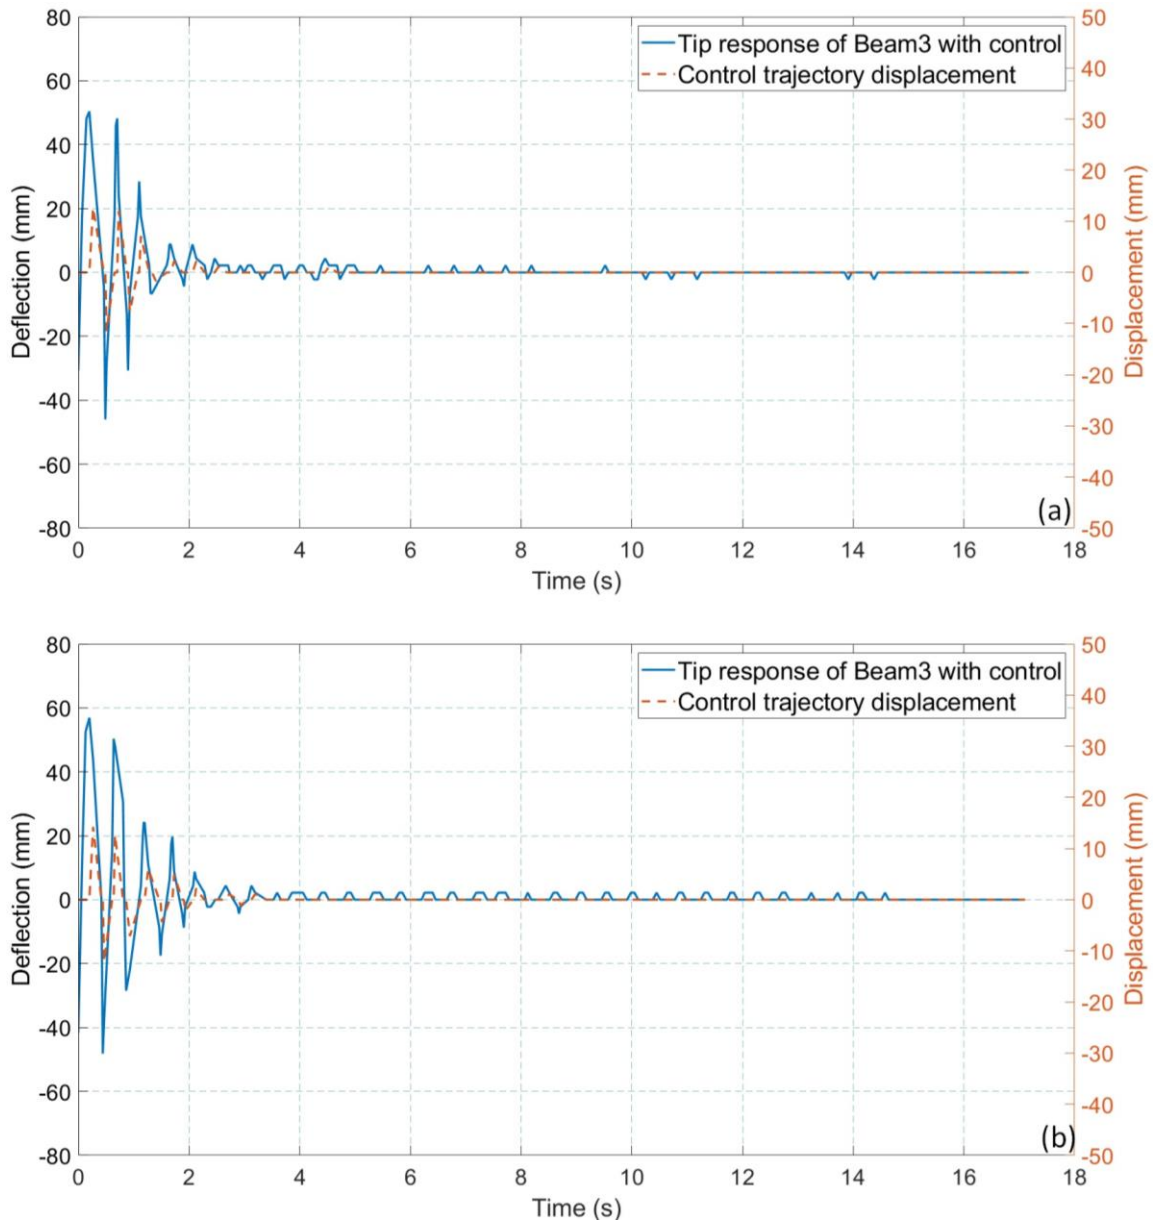 80
60
40
20
0
-20
-40
-60
-80
Deflection (mm)
Tip response of Beam3 with control
Control trajectory displacement
50
40
30
20
10
0
-10
-20
-30
-40
-50
Displacement (mm)
(a)
0 2 4 6 8 10 12 14 16 18
Time (s)
80
60
40
20
0
-20
-40
-60
-80
Deflection (mm)
Tip response of Beam3 with control
Control trajectory displacement
50
40
30
20
10
0
-10
-20
-30
-40
-50
Displacement (mm)
(b)
0 2 4 6 8 10 12 14 16 18
Time (s)